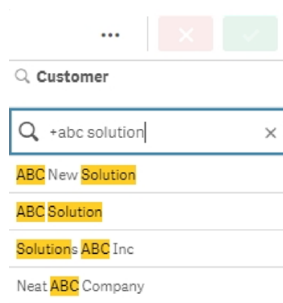 ...
Customer
+abc solution
ABC New Solution
ABC Solution
Solutions ABC Inc
Neat ABC Company